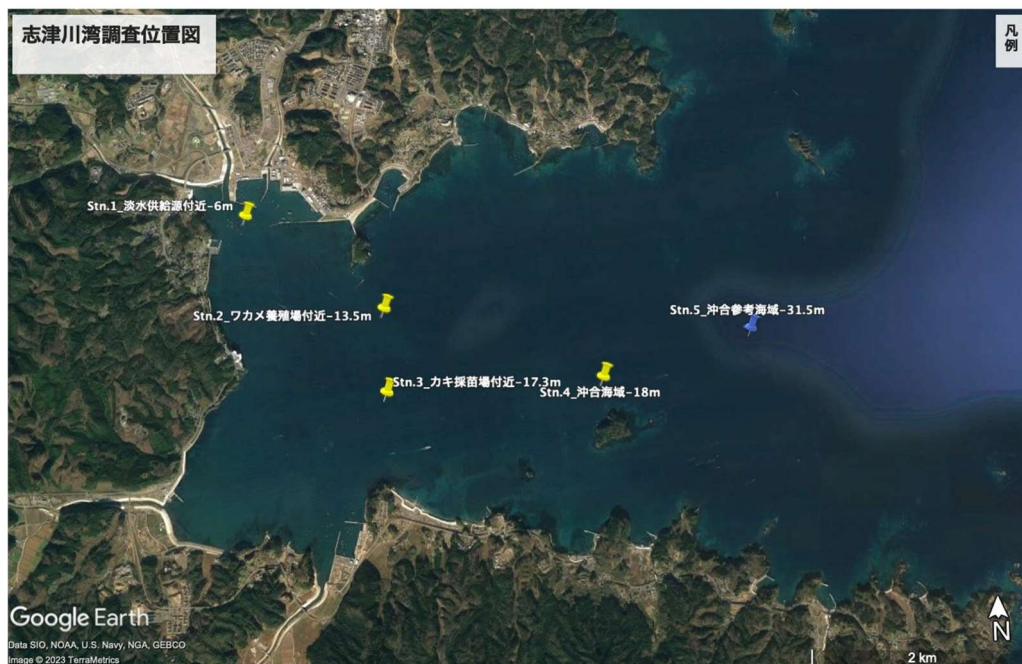 志津川湾調査位置図
凡
例
Stn.1_淡水供給源付近-6m
Stn.2_ワカメ養殖場付近-13.5m
Stn.5_沖合参考海域-31.5m
Stn.3_カキ採苗場付近-17.3m
Stn.4_沖合海域-18m
Google Earth
Data SIO, NOAA, U.S. Navy, NGA, GEBCO
Image © 2023 TerraMetrics
N
2 km